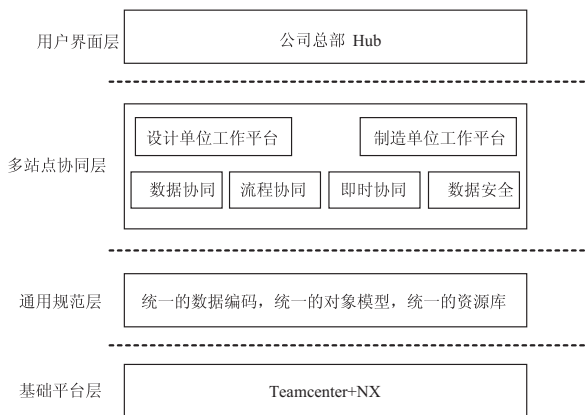 用户界面层
公司总部 Hub
多站点协同层
设计单位工作平台
制造单位工作平台
数据协同
流程协同
即时协同
数据安全
通用规范层
统一的数据编码，统一的对象模型，统一的资源库
基础平台层
Teamcenter+NX